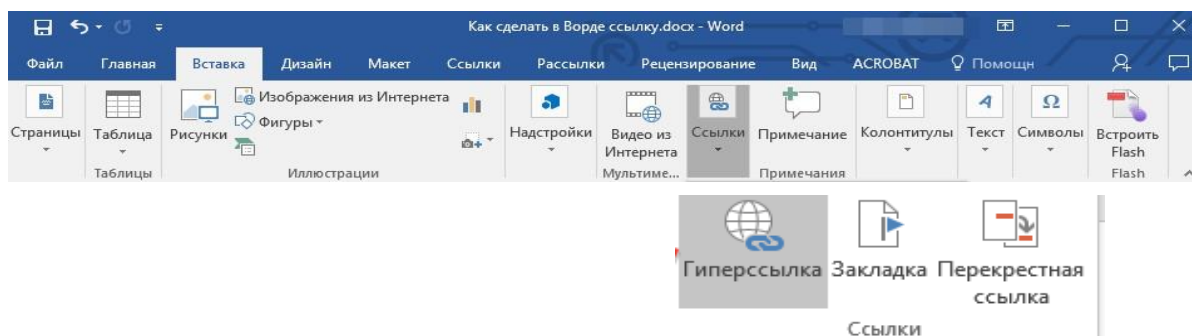 Как сделать в Ворде ссылку.docx - Word
Файл Главная Вставка Дизайн Макет Ссылки Рассылки Рецензирование Вид ACROBAT Помощн
Страницы Таблица Рисунки Изображения из Интернета Фигуры Надстройки Видео из Интернета Ссылки Примечание Колонтитулы Текст Символы Встроить Flash
Таблицы Иллюстрации Мультиме... Примечания Flash
Гиперссылка Закладка Перекрестная
ссылка
Ссылки